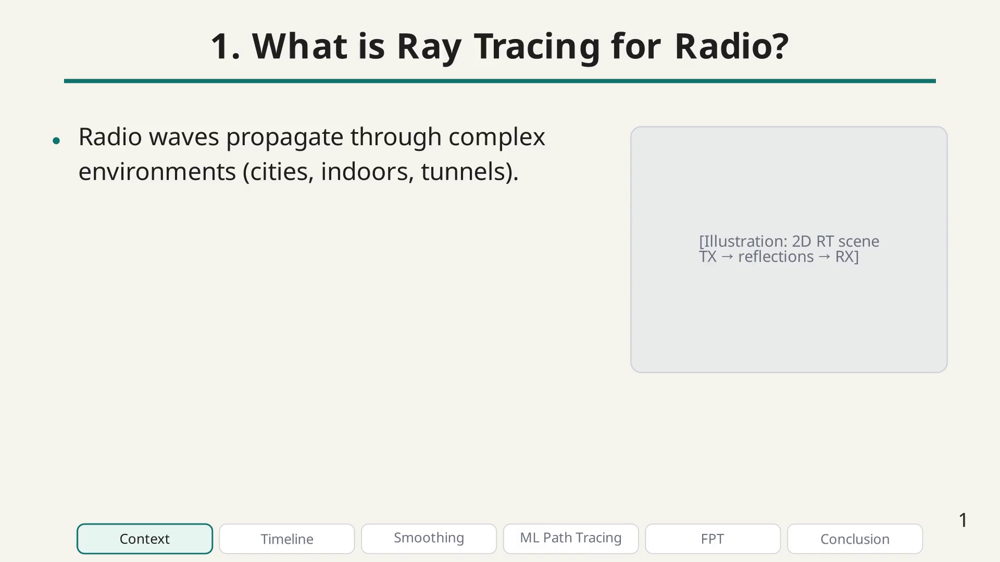 1. What is Ray Tracing for Radio?
• Radio waves propagate through complex
environments (cities, indoors, tunnels).
[Illustration: 2D RT scene
TX → reflections → RX]
1
Context
Timeline
Smoothing
ML Path Tracing
FPT
Conclusion